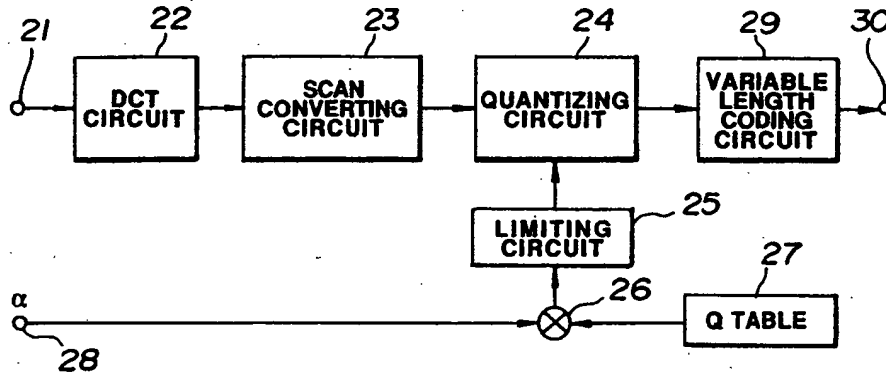 21
22
23
24
29
30
DCT
CIRCUIT
SCAN
CONVERTING
CIRCUIT
QUANTIZING
CIRCUIT
VARIABLE
LENGTH
CODING
CIRCUIT
LIMITING
CIRCUIT
25
α
28
26
27
Q TABLE